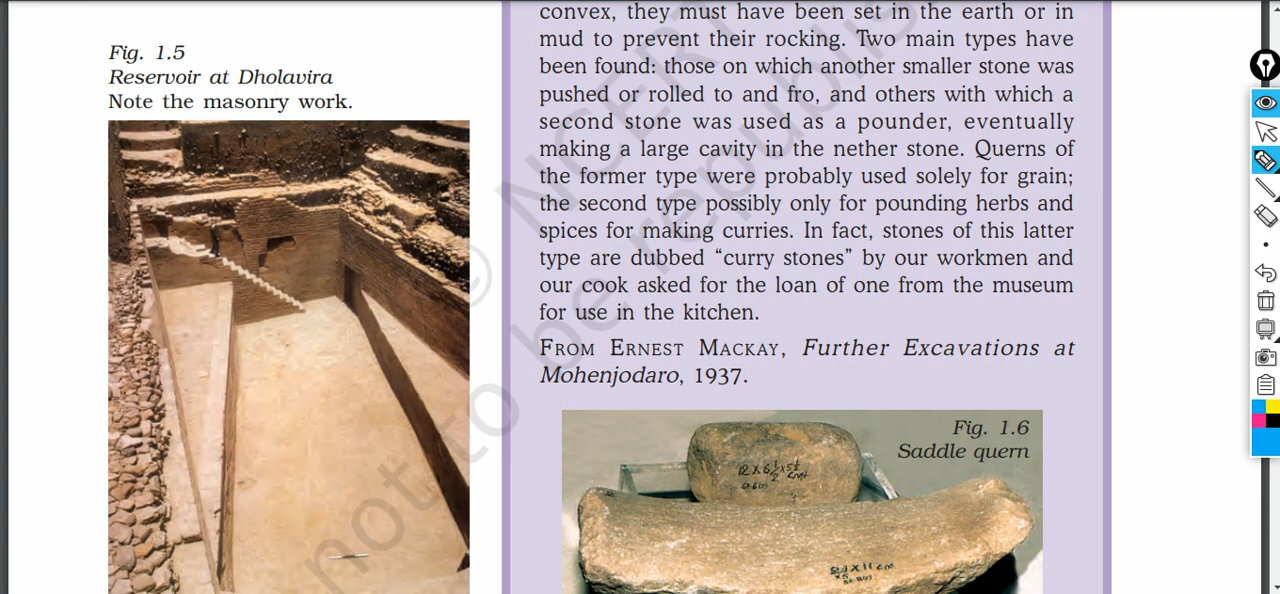 Fig. 1.5
Reservoir at Dholavira
Note the masonry work.
convex, they must have been set in the earth or in
mud to prevent their rocking. Two main types have
been found: those on which another smaller stone was
pushed or rolled to and fro, and others with which a
second stone was used as a pounder, eventually
making a large cavity in the nether stone. Querns of
the former type were probably used solely for grain;
the second type possibly only for pounding herbs and
spices for making curries. In fact, stones of this latter
type are dubbed “curry stones” by our workmen and
our cook asked for the loan of one from the museum
for use in the kitchen.
FROM ERNEST MACKAY, Further Excavations at
Mohenjodaro, 1937.
Fig. 1.6
Saddle quern
© NCERT
not to be republis